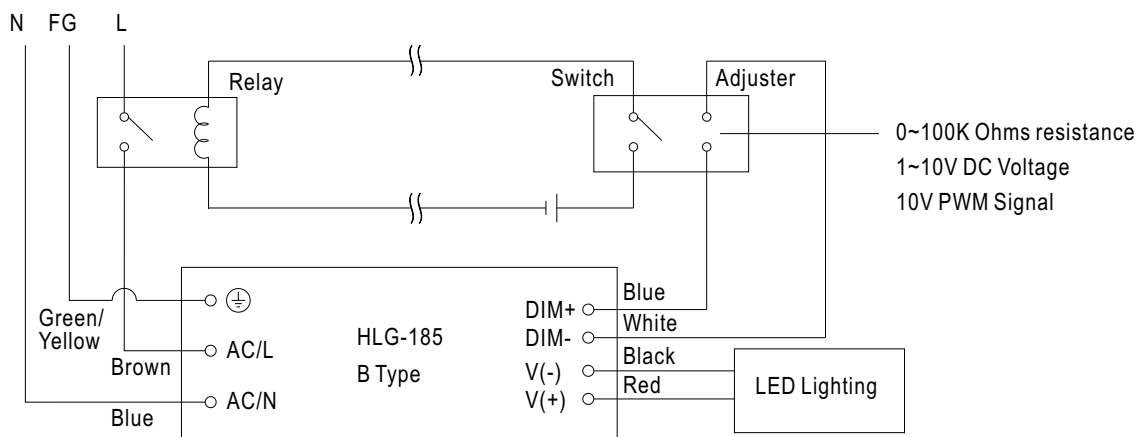 N FG L
Relay
Switch
Adjuster
0~100K Ohms resistance
1~10V DC Voltage
10V PWM Signal
Green/
Yellow
Brown
Blue
AC/L
AC/N
HLG-185
B Type
DIM+
DIM-
V(-)
V(+)
Blue
White
Black
Red
LED Lighting